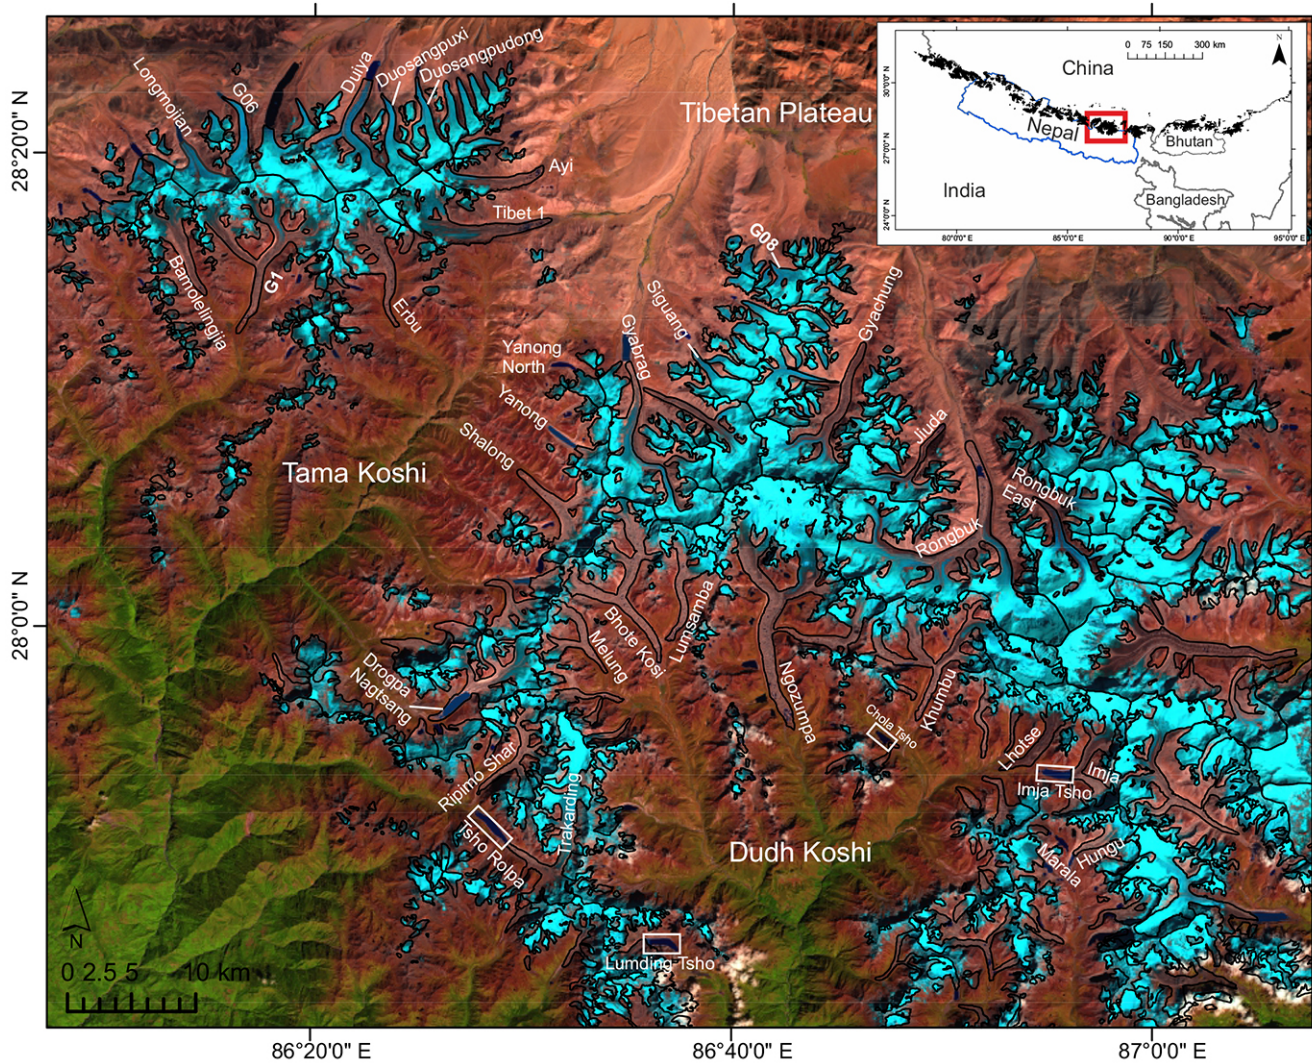 Longmojian
G06
Duiya
Duosangpuxi
Duosangpudong
Tibetan Plateau
Ayi
Tibet 1
Bamolelingjia
G1
Erbu
N
0 75 150 300 km
China
Nepal
Bhutan
India
Bangladesh
30°0'0" N
27°0'0" N
24°0'0" N
80°0'0" E
85°0'0" E
90°0'0" E
95°0'0" E
28°20'0" N
G08
Siguang
Gyabrag
Gyachung
Yanong
North
Yanong
Shalong
Jiuda
Tama Koshi
Rongbuk
East
Rongbuk
28°0'0" N
Bhote Kosi
Melung
Lumsamba
Drogpa
Nagtsang
Ngozumpa
Khumbu
Chola Tsho
Lhotse
Imja
Imja Tsho
Ripimo Shar
Tsho Rolpa
Trakarding
Dudh Koshi
Hungu
Marala
Lumding Tsho
N
0 2.5 5 10 km
86°20'0" E
86°40'0" E
87°0'0" E